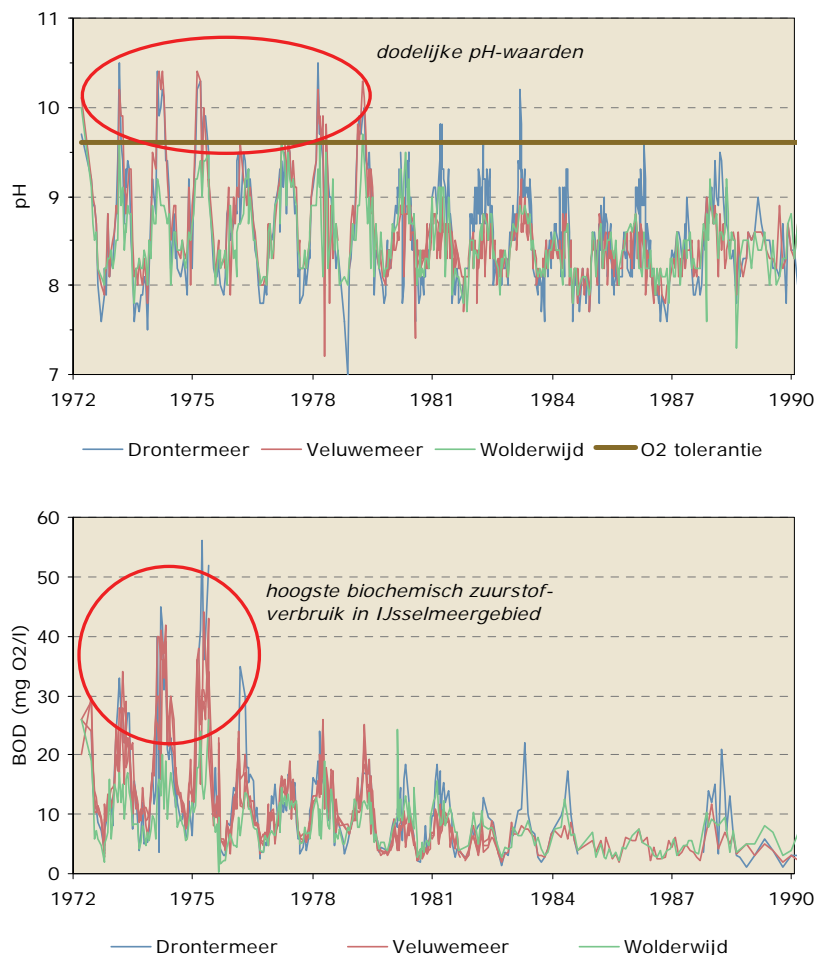 11
dodelijke pH-waarden
10
9
pH
8
7
1972 1975 1978 1981 1984 1987 1990
Drontermeer Veluwemeer Wolderwijd O2 tolerantie
60
50
hoogste biochemisch zuurstof-
verbruik in IJsselmeergebied
40
30
BOD (mg O2/l)
20
10
0
1972 1975 1978 1981 1984 1987 1990
Drontermeer Veluwemeer Wolderwijd